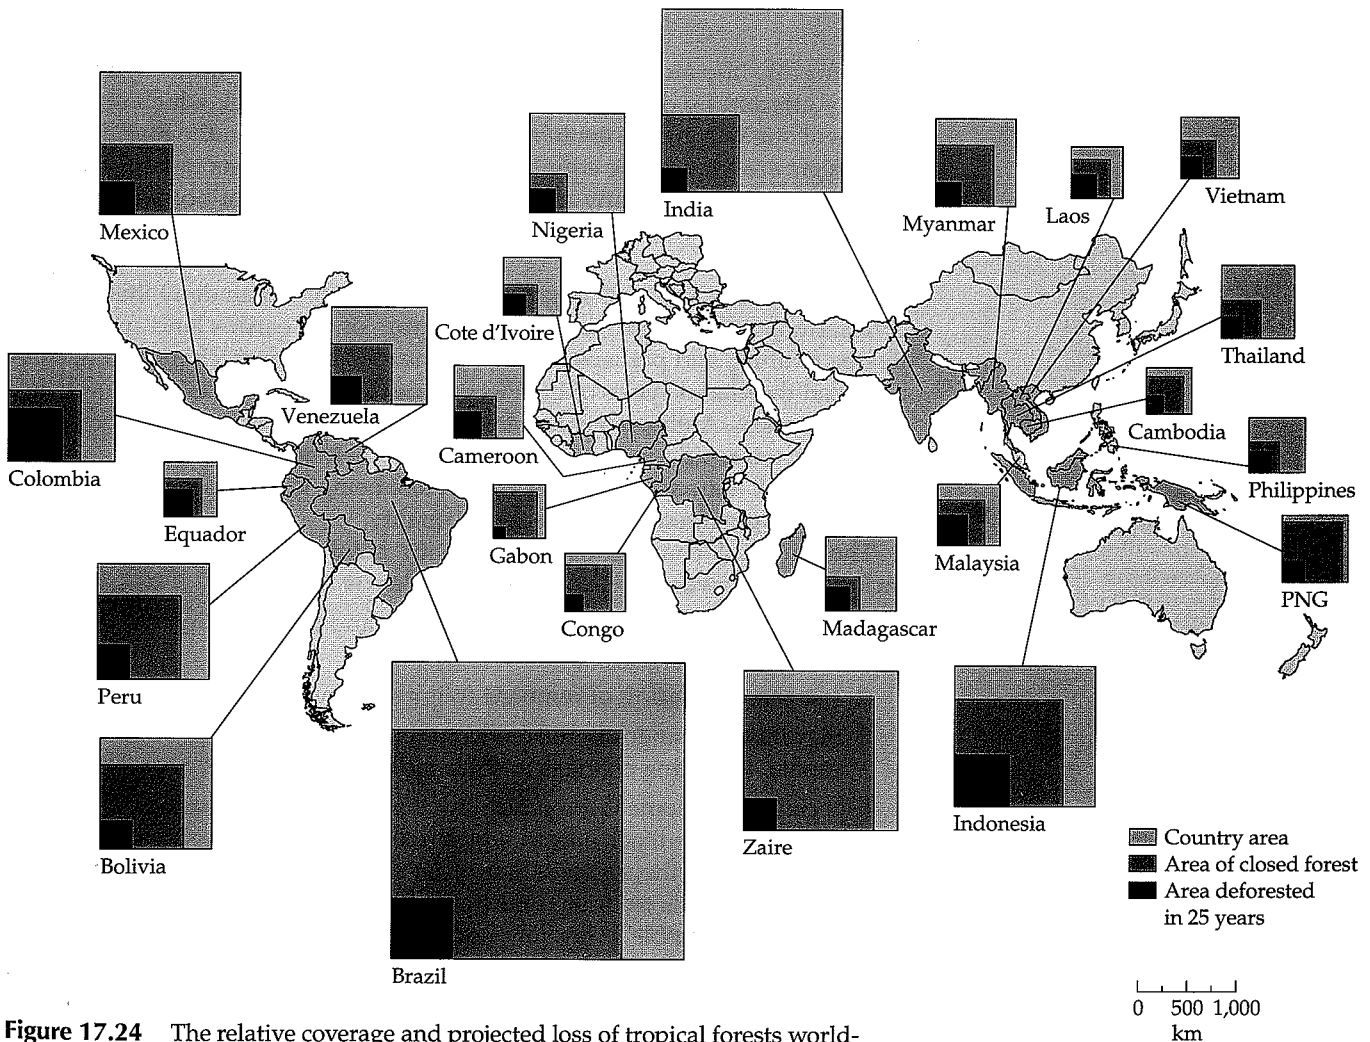 India
Mexico
Nigeria
Myanmar
Laos
Vietnam
Cote d'Ivoire
Thailand
Venezuela
Cameroon
Cambodia
Colombia
Philippines
Equador
Gabon
Malaysia
PNG
Congo
Madagascar
Peru
Zaire
Indonesia
Bolivia
Brazil
Country area
Area of closed forest
Area deforested
in 25 years
0 500 1,000
km
Figure 17.24 The relative coverage and projected loss of tropical forests world-